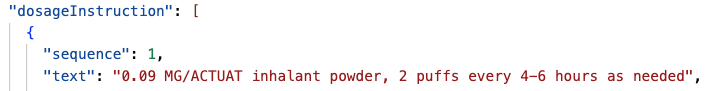 "dosageInstruction": [
{
"sequence": 1,
"text": "0.09 MG/ACTUAT inhalant powder, 2 puffs every 4-6 hours as needed",